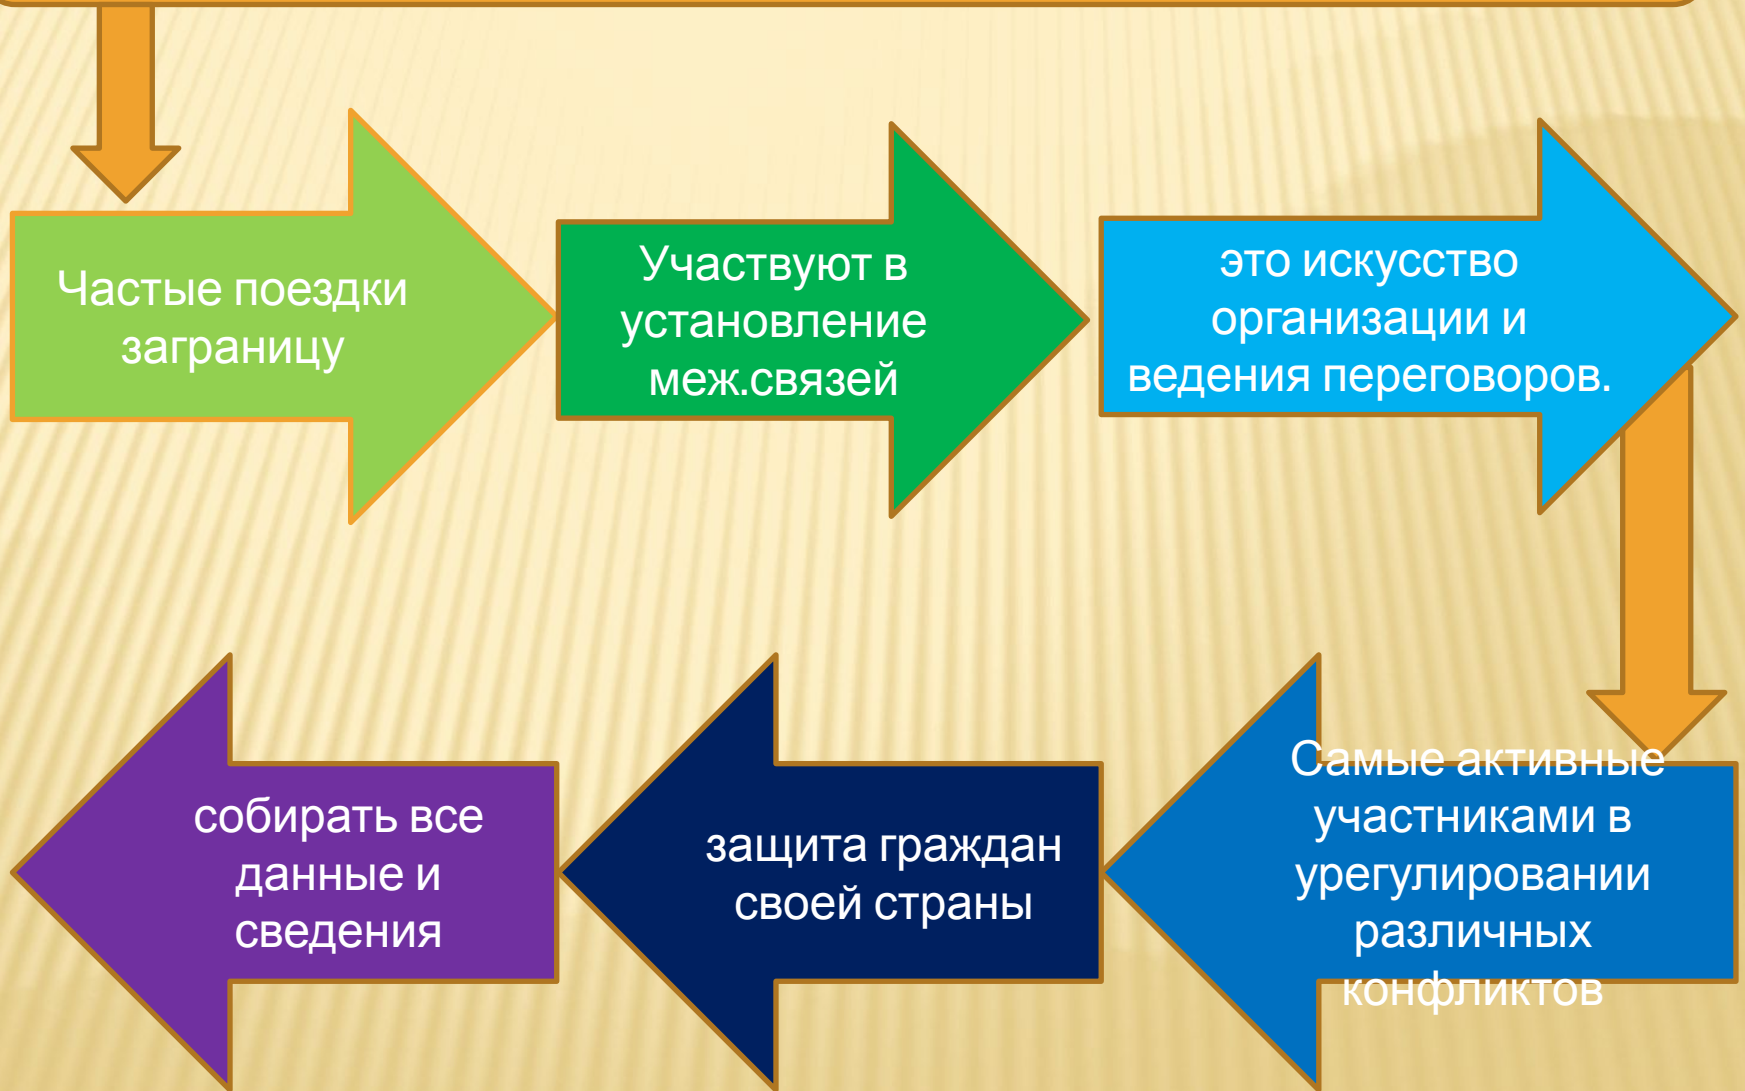 Частые поездки
заграницу
Участвуют в
установление
меж.связей
это искусство
организации и
ведения переговоров.
Самые активные
участниками в
урегулировании
различных
конфликтов
защита граждан
своей страны
собирать все
данные и
сведения